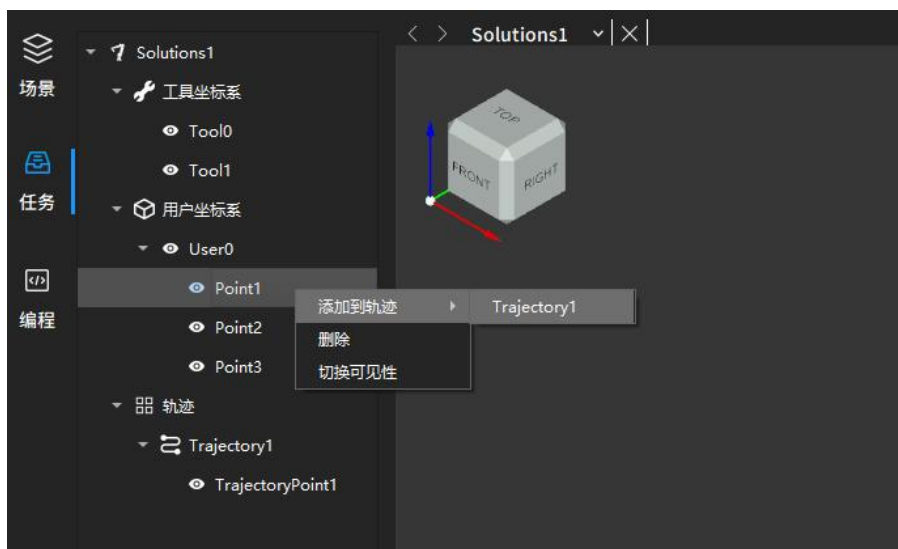 场景
任务
编程
Solutions1
工具坐标系
Tool0
Tool1
用户坐标系
User0
Point1
Point2
Point3
轨迹
Trajectory1
TrajectoryPoint1
添加到轨迹
删除
切换可见性
Trajectory1
Solutions1
TOP
FRONT
RIGHT